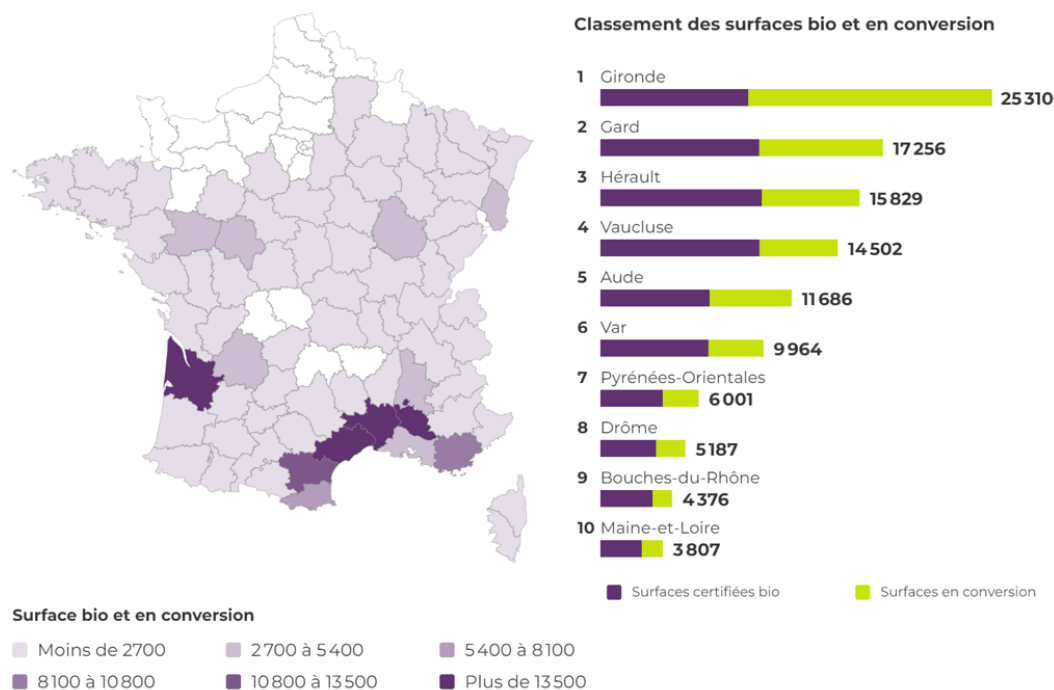 Classement des surfaces bio et en conversion
1 Gironde
25 310
2 Gard
17 256
3 Hérault
15 829
4 Vaucluse
14 502
5 Aude
11 686
6 Var
9 964
7 Pyrénées-Orientales
6 001
8 Drôme
5 187
9 Bouches-du-Rhône
4 376
10 Maine-et-Loire
3 807
Surfaces certifiées bio Surfaces en conversion
Surface bio et en conversion
Moins de 2700 2 700 à 5 400 5 400 à 8 100
8 100 à 10 800 10 800 à 13 500 Plus de 13 500